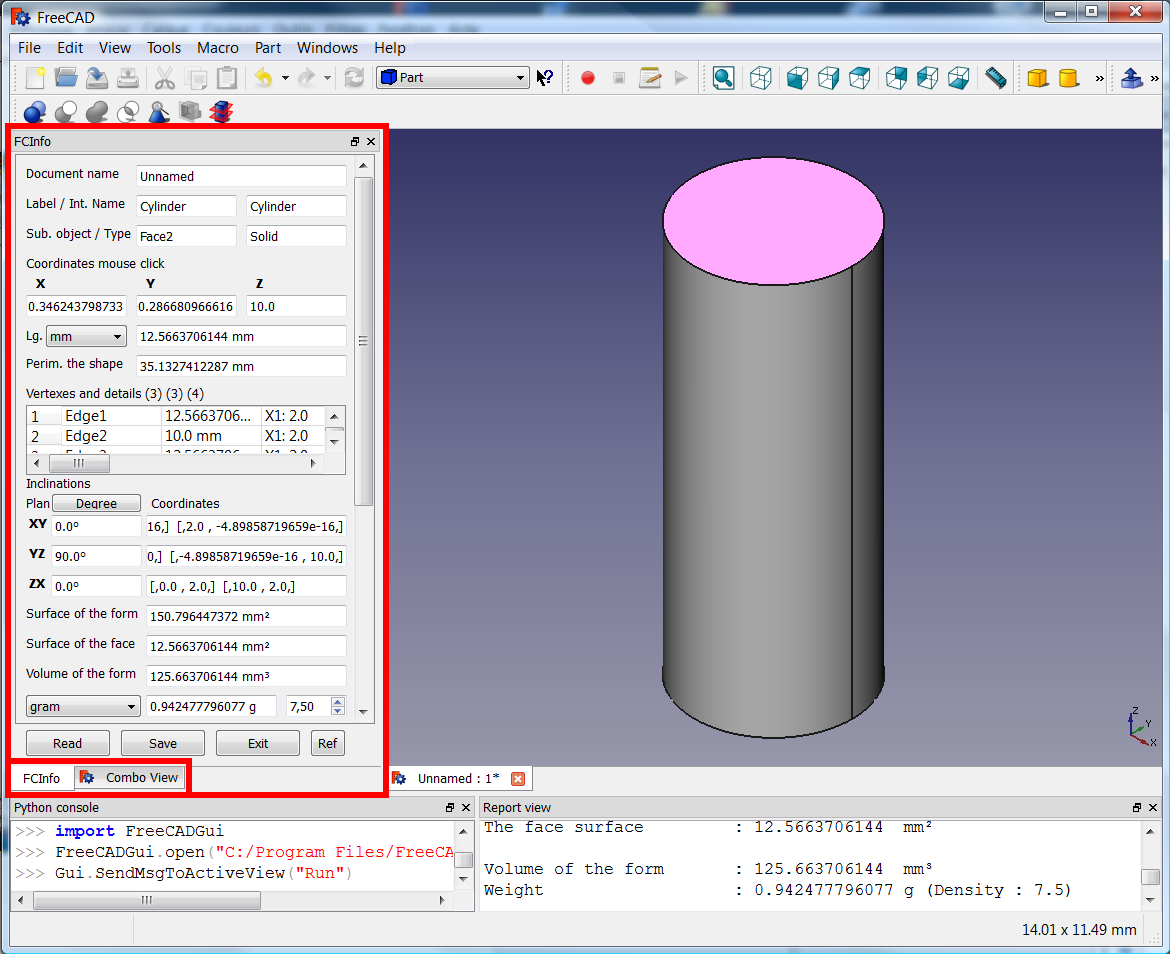 FreeCAD
File Edit View Tools Macro Part Windows Help
Part
FCInfo
Document name Unnamed
Label / Int. Name Cylinder Cylinder
Sub. object / Type Face2 Solid
Coordinates mouse click
X Y Z
0.346243798733 0.286680966616 10.0
Lg. mm 12.5663706144 mm
Perim. the shape 35.1327412287 mm
Vertexes and details (3) (3) (4)
1 Edge1 12.5663706... X1: 2.0
2 Edge2 10.0 mm X1: 2.0
Inclinations
Plan Degree Coordinates
XY 0.0° 16,] [,2.0 , -4.89858719659e-16,]
YZ 90.0° 0,] [,-4.89858719659e-16 , 10.0,]
ZX 0.0° [,0.0 , 2.0,] [,10.0 , 2.0,]
Surface of the form 150.796447372 mm²
Surface of the face 12.5663706144 mm²
Volume of the form 125.663706144 mm³
gram 0.942477796077 g 7,50
Read Save Exit Ref
FCInfo Combo View
Z
Y
X
Unnamed : 1*
Python console
>>> import FreeCADGui
>>> FreeCADGui.open("C:/Program Files/FreeCA
>>> Gui.SendMsgToActiveView("Run")
Report view
The face surface : 12.5663706144 mm²
Volume of the form : 125.663706144 mm³
Weight : 0.942477796077 g (Density : 7.5)
14.01 x 11.49 mm